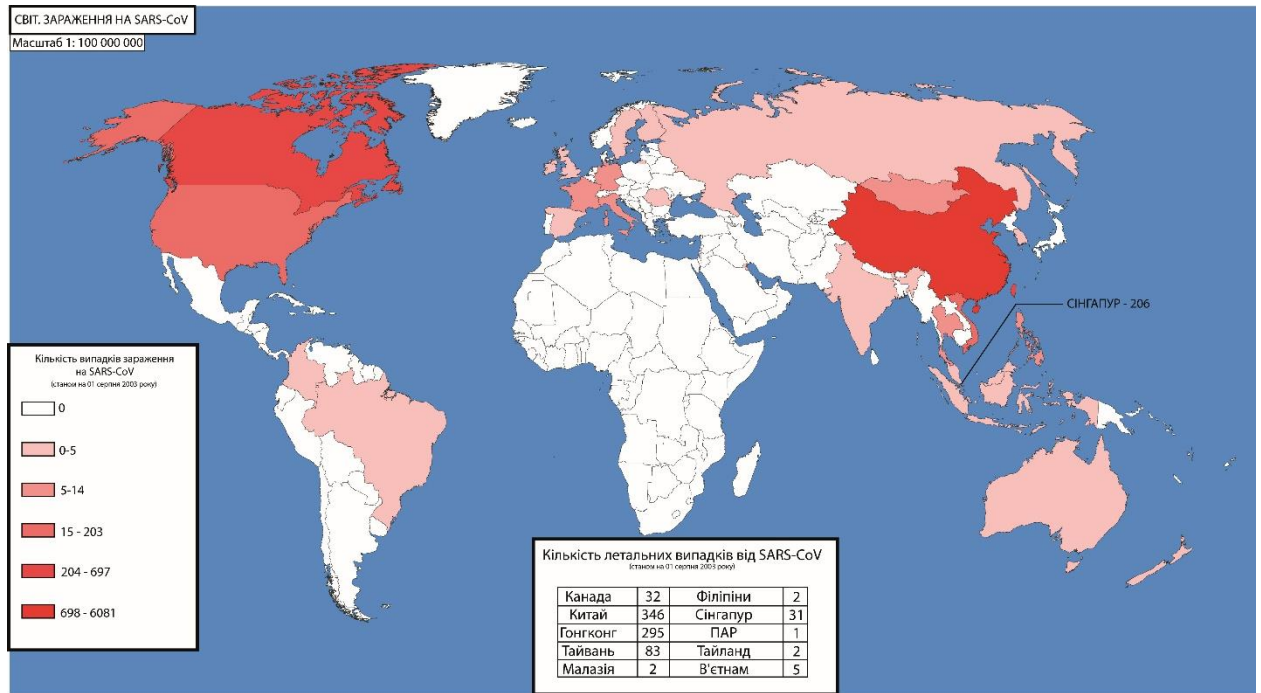 СВІТ. ЗАРАЖЕННЯ НА SARS-CoV
Масштаб 1: 100 000 000
СІНГАПУР - 206
Кількість випадків зараження
на SARS-CoV
(станом на 01 серпня 2003 року)
0
0-5
5-14
15 - 203
204 - 697
698 - 6081
Кількість летальних випадків від SARS-CoV
(станом на 01 серпня 2003 року)
Канада 32 Філіпіни 2
Китай 346 Сінгапур 31
Гонгконг 295 ПАР 1
Тайвань 83 Тайланд 2
Малазія 2 В'єтнам 5